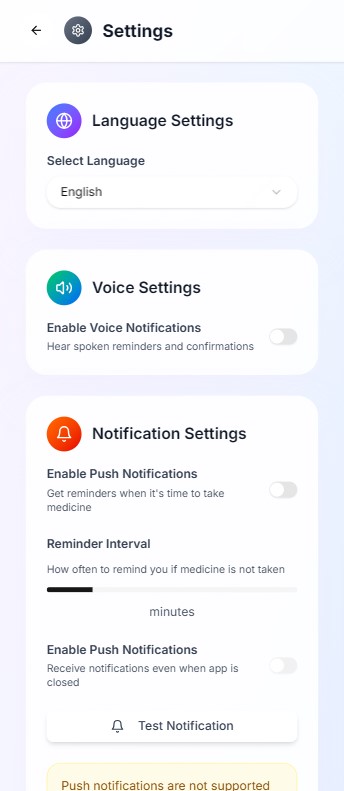 Settings
Language Settings
Select Language
English
Voice Settings
Enable Voice Notifications
Hear spoken reminders and confirmations
Notification Settings
Enable Push Notifications
Get reminders when it's time to take
medicine
Reminder Interval
How often to remind you if medicine is not taken
minutes
Enable Push Notifications
Receive notifications even when app is
closed
Test Notification
Push notifications are not supported